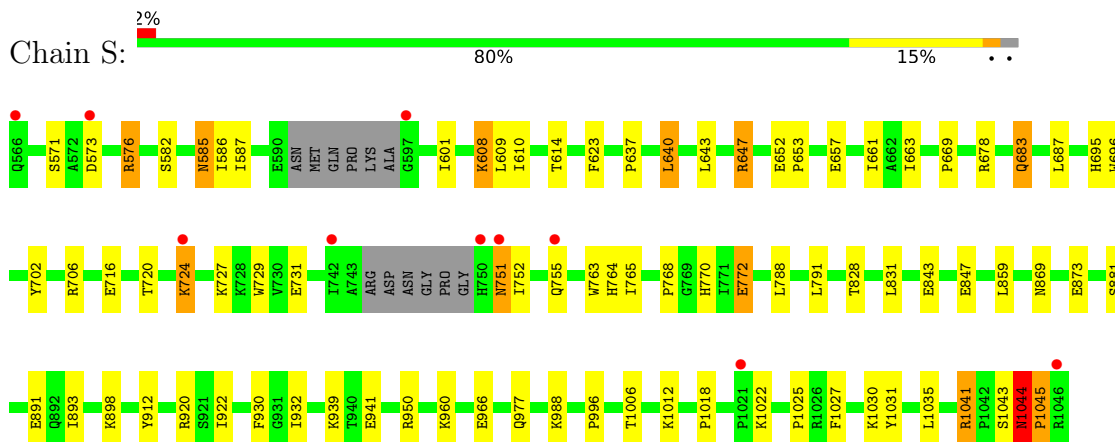 2%
Chain S:
80% 15% • •
Q566 S571 A572 D573 R576 S582 N585 I586 I587 E590 ASN MET GLN PRO LYS ALA G597 I601 K608 L609 I610 T614 F623 P637 L640 L643 R647 E652 P653 E657 I661 A662 I663 P669 R678 Q683 L687 H695 W696
Y702 R706 E716 T720 K724 K727 K728 W729 V730 E731 I742 A743 ARG ASP ASN GLY PRO GLY H750 N751 I752 Q755 W763 H764 I765 P768 G769 H770 I771 E772 L788 L791 T828 L831 E843 E847 L859 N869 E873 S881
E891 Q892 I893 K898 Y912 R920 S921 I922 F930 G931 I932 K939 T940 E941 R950 K960 E966 Q977 K988 P996 T1006 K1012 P1018 P1021 K1022 P1025 R1026 F1027 K1030 Y1031 L1035 R1041 P1042 S1043 N1044 P1045 R1046